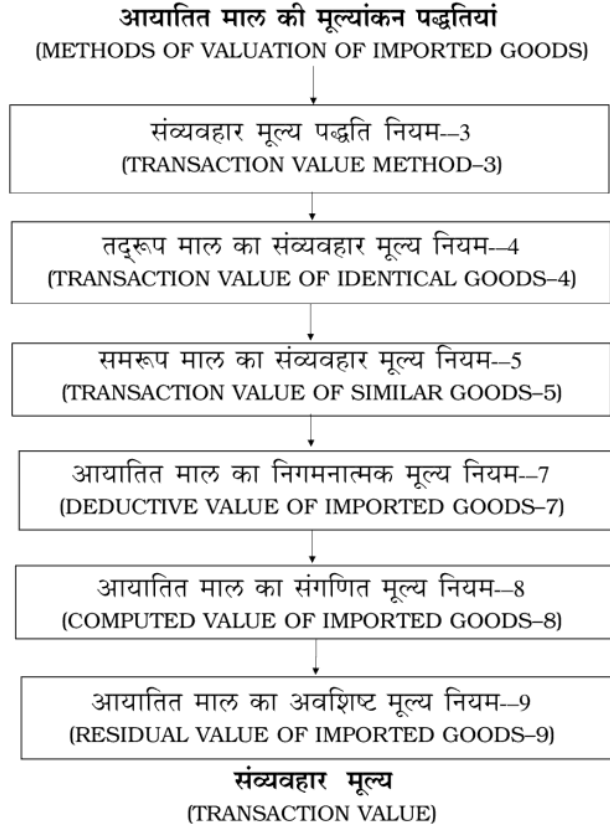 आयातित माल की मूल्यांकन पद्धतियां
(METHODS OF VALUATION OF IMPORTED GOODS)
संव्यवहार मूल्य पद्धति नियम-–3
(TRANSACTION VALUE METHOD–3)
तद्रूप माल का संव्यवहार मूल्य नियम-–4
(TRANSACTION VALUE OF IDENTICAL GOODS–4)
समरूप माल का संव्यवहार मूल्य नियम-–5
(TRANSACTION VALUE OF SIMILAR GOODS–5)
आयातित माल का निगमनात्मक मूल्य नियम-–7
(DEDUCTIVE VALUE OF IMPORTED GOODS–7)
आयातित माल का संगणित मूल्य नियम-–8
(COMPUTED VALUE OF IMPORTED GOODS–8)
आयातित माल का अवशिष्ट मूल्य नियम-–9
(RESIDUAL VALUE OF IMPORTED GOODS–9)
संव्यवहार मूल्य
(TRANSACTION VALUE)